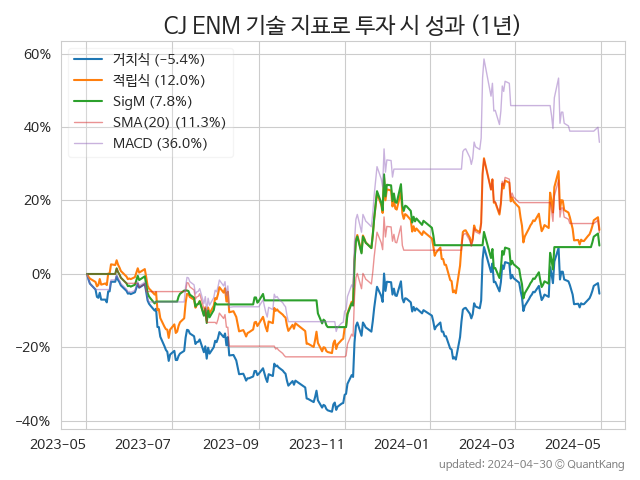 CJ ENM 기술 지표로 투자 시 성과 (1년)
거치식 (−5.4%)
적립식 (12.0%)
SigM (7.8%)
SMA(20) (11.3%)
MACD (36.0%)
60%
40%
20%
0%
−20%
−40%
2023-05
2023-07
2023-09
2023-11
2024-01
2024-03
2024-05
updated: 2024-04-30 © QuantKang